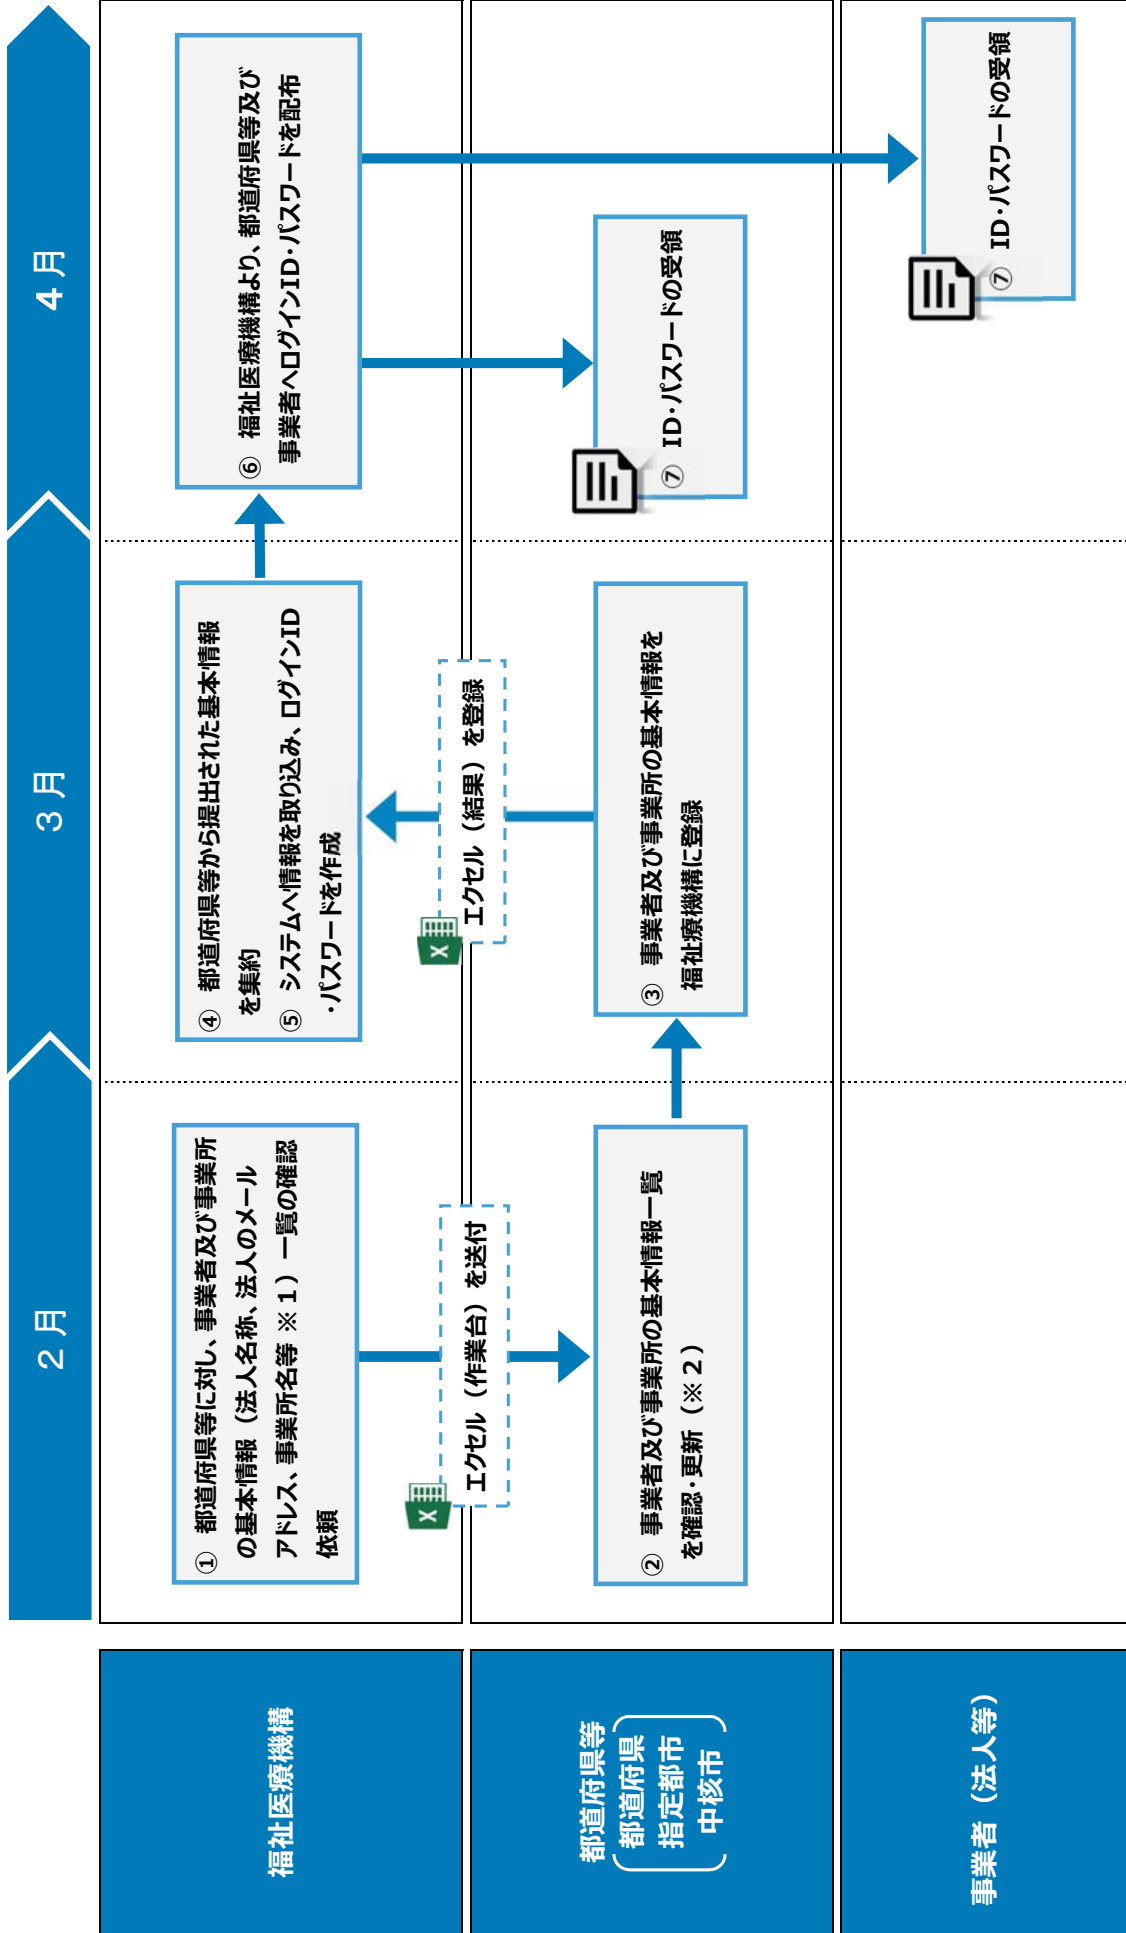 ２月
３月
４月
福祉医療機構
① 都道府県等に対し、事業者及び事業所
の基本情報（法人名称、法人のメール
アドレス、事業所名等 ※１）一覧の確認
依頼
④ 都道府県等から提出された基本情報
を集約
⑤ システムへ情報を取り込み、ログインID
・パスワードを作成
⑥ 福祉医療機構より、都道府県等及び
事業者へログインID・パスワードを配布
エクセル（作業台）を送付
エクセル（結果）を登録
都道府県等
都道府県
指定都市
中核市
② 事業者及び事業所の基本情報一覧
を確認・更新（※２）
③ 事業者及び事業所の基本情報を
福祉療機構に登録
⑦ ID・パスワードの受領
事業者（法人等）
⑦ ID・パスワードの受領